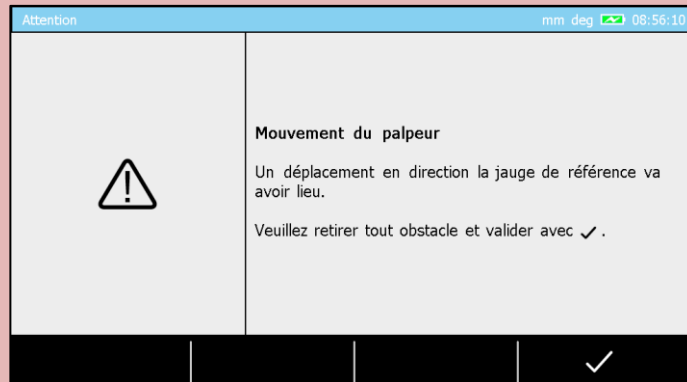 Attention mm deg 08:56:10
Mouvement du palpeur
Un déplacement en direction la jauge de référence va
avoir lieu.
Veuillez retirer tout obstacle et valider avec ✓ .